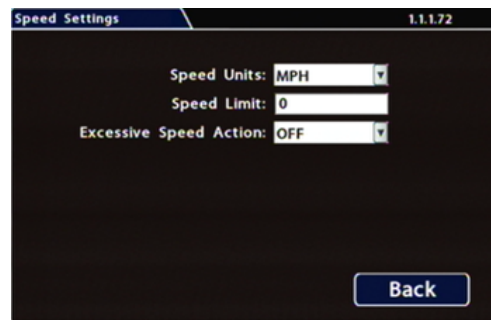 Speed Settings 1.1.1.72
Speed Units: MPH
Speed Limit: 0
Excessive Speed Action: OFF
Back